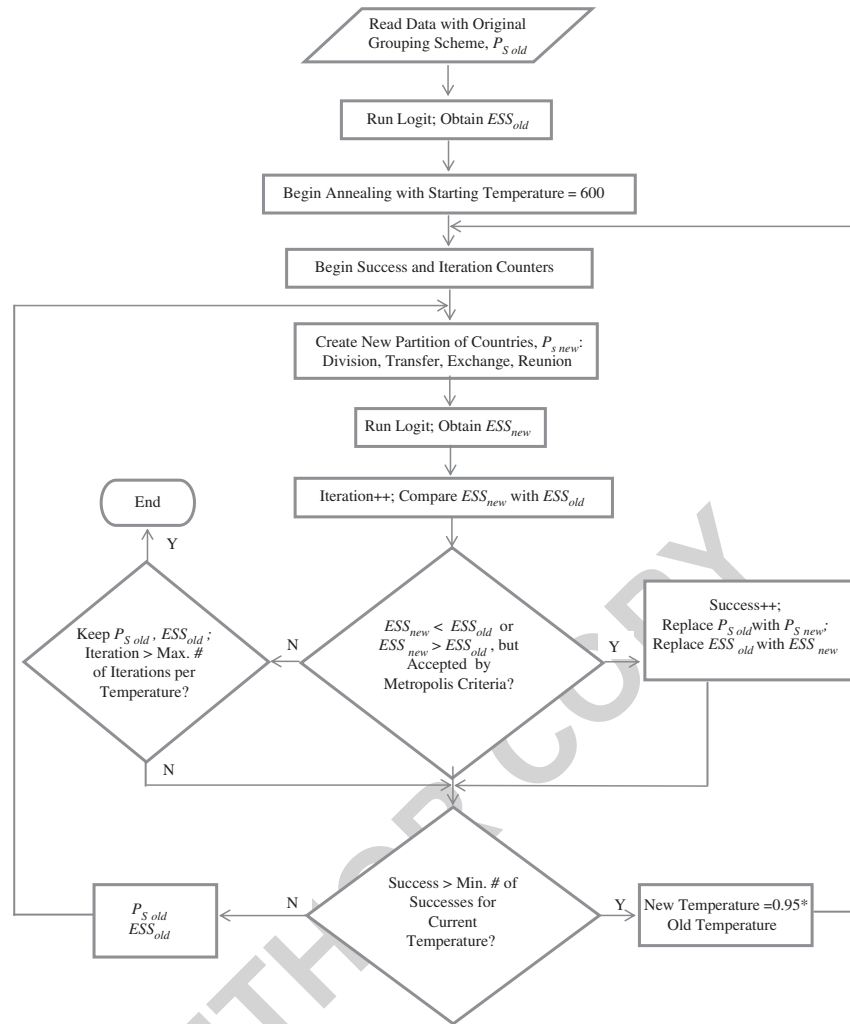 Read Data with Original
Grouping Scheme, P_S old
Run Logit; Obtain ESS_old
Begin Annealing with Starting Temperature = 600
Begin Success and Iteration Counters
Create New Partition of Countries, P_s new:
Division, Transfer, Exchange, Reunion
Run Logit; Obtain ESS_new
Iteration++; Compare ESS_new with ESS_old
End
Y
Keep P_S old, ESS_old;
Iteration > Max. #
of Iterations per
Temperature?
N
ESS_new < ESS_old or
ESS_new > ESS_old, but
Accepted by
Metropolis Criteria?
Y
Success++;
Replace P_S old with P_S new;
Replace ESS_old with ESS_new
N
P_S old
ESS_old
N
Success > Min. # of
Successes for
Current
Temperature?
Y
New Temperature =0.95*
Old Temperature
THOR COPY